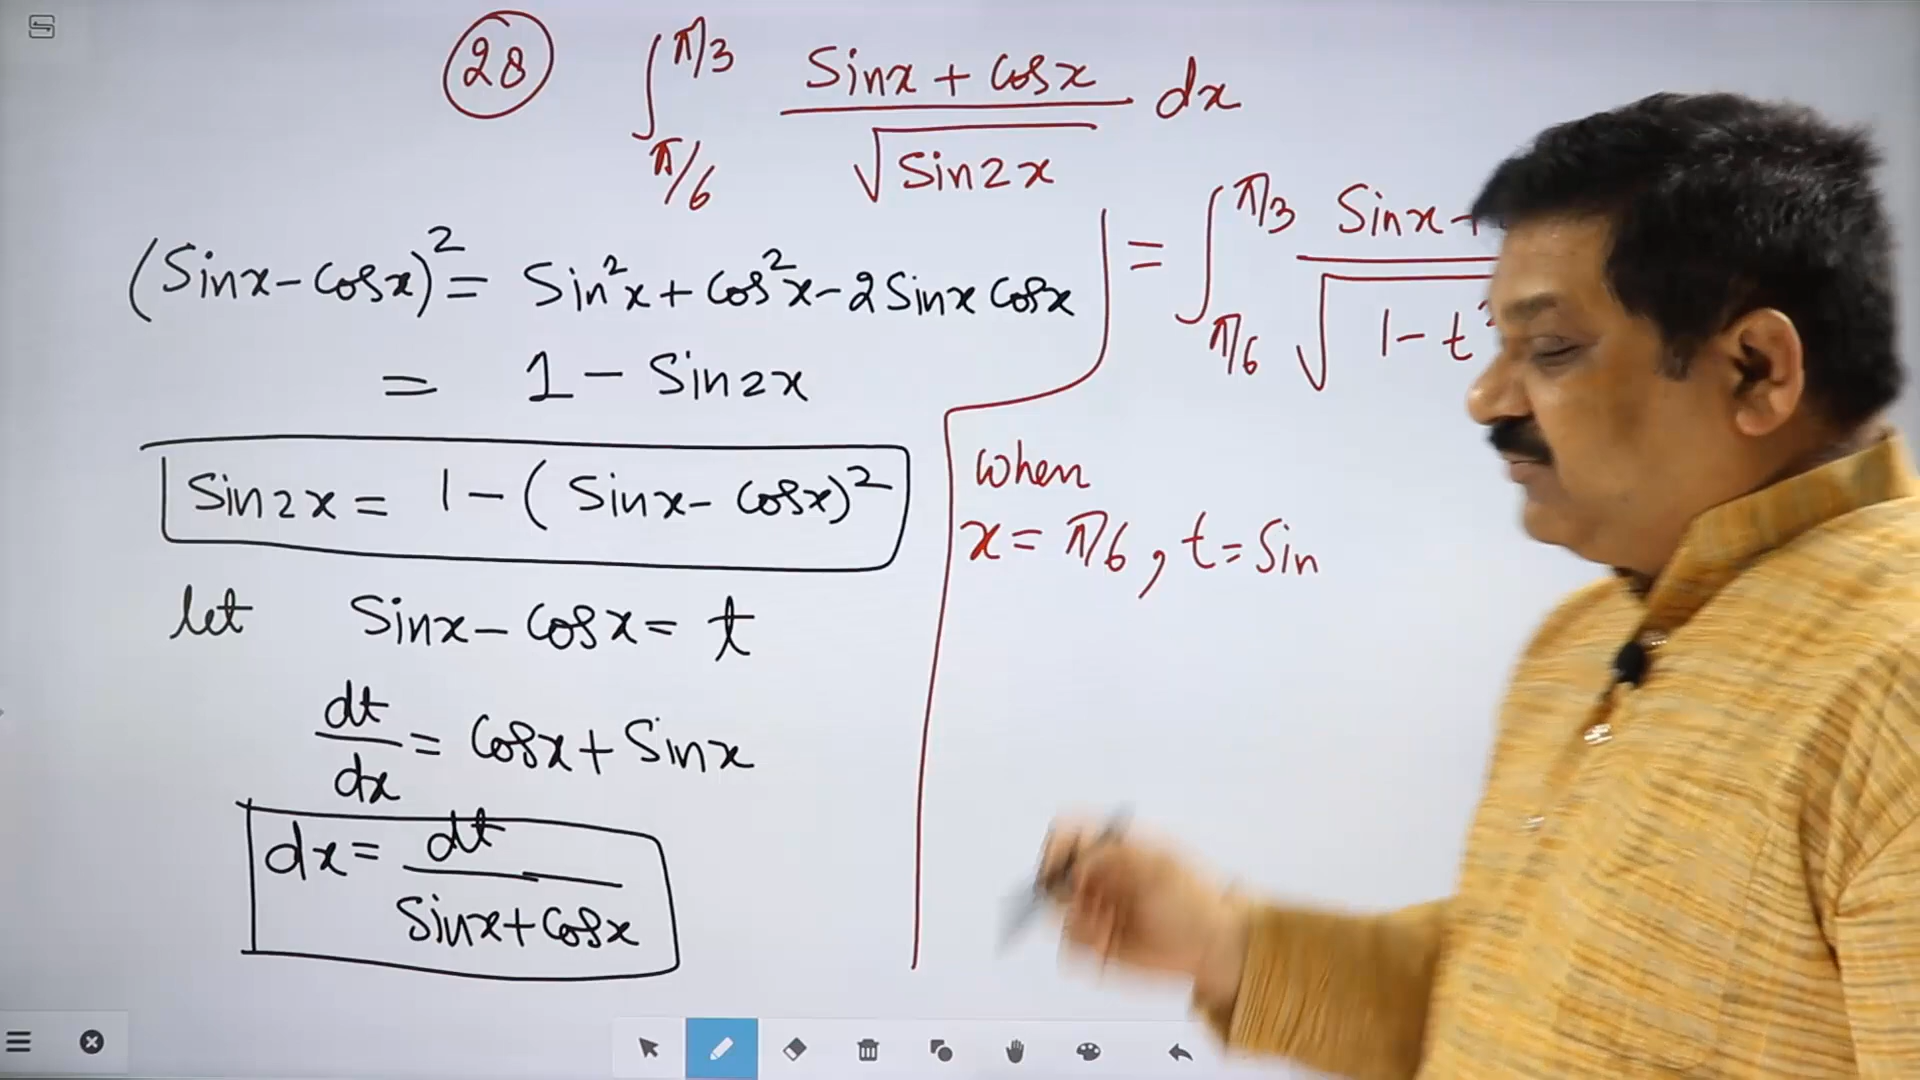 28 ∫_{π/6}^{π/3} (Sinx + Cosx)/√(Sin2x) dx
(Sinx - Cosx)² = Sin²x + Cos²x - 2 Sinx Cosx
= 1 - Sin2x
Sin2x = 1 - (Sinx - Cosx)²
let Sinx - Cosx = t
dt/dx = Cosx + Sinx
dx = dt/(Sinx + Cosx)
= ∫_{π/6}^{π/3} Sinx + / √(1 - t²
when
x = π/6, t = Sin